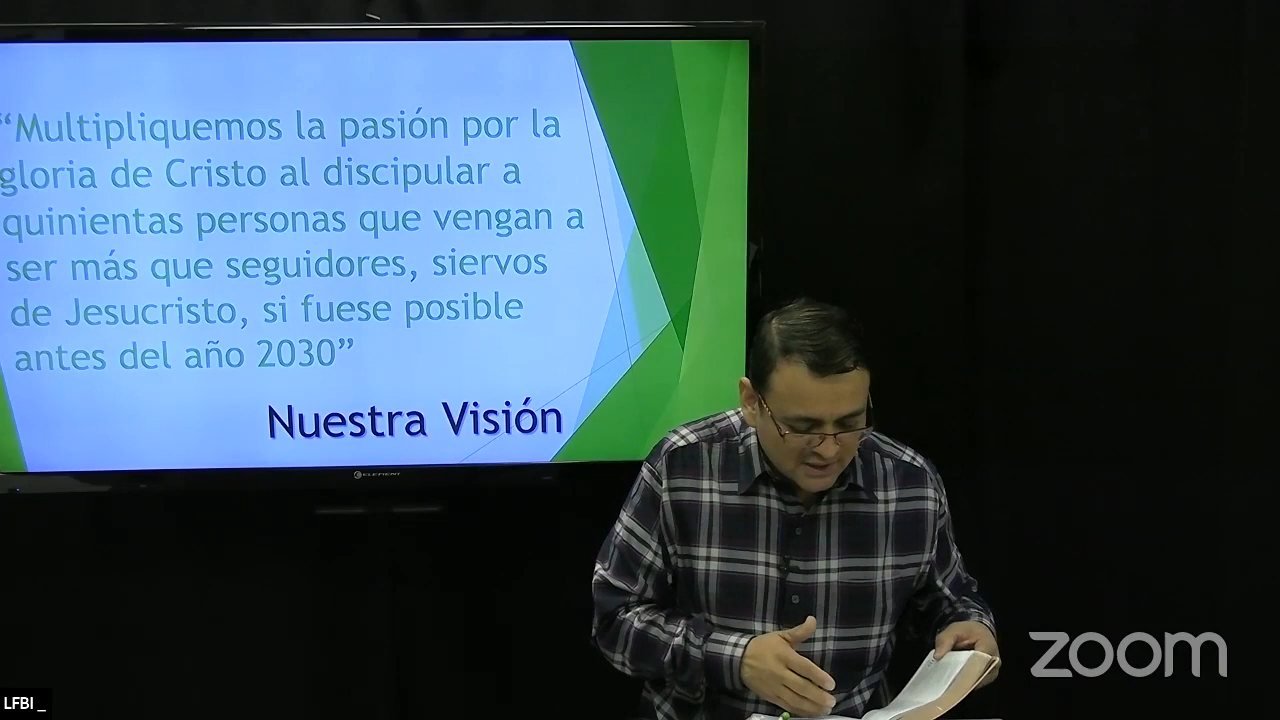 “Multipliquemos la pasión por la
gloria de Cristo al discipular a
quinientas personas que vengan a
ser más que seguidores, siervos
de Jesucristo, si fuese posible
antes del año 2030”
Nuestra Visión
ELEMENT
zoom
LFBI _